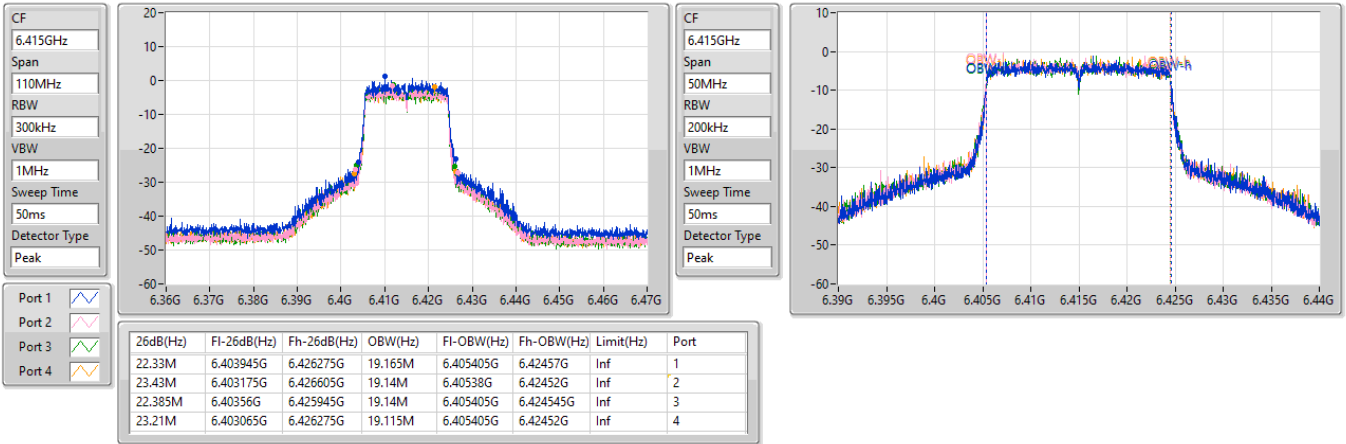 CF
6.415GHz
Span
110MHz
RBW
300kHz
VBW
1MHz
Sweep Time
50ms
Detector Type
Peak
20
10
0
-10
-20
-30
-40
-50
-60
6.36G 6.37G 6.38G 6.39G 6.4G 6.41G 6.42G 6.43G 6.44G 6.45G 6.46G 6.47G
CF
6.415GHz
Span
50MHz
RBW
200kHz
VBW
1MHz
Sweep Time
50ms
Detector Type
Peak
10
0
-10
-20
-30
-40
-50
-60
OBW-h
6.39G 6.395G 6.4G 6.405G 6.41G 6.415G 6.42G 6.425G 6.43G 6.435G 6.44G
Port 1
Port 2
Port 3
Port 4
26dB(Hz) Fl-26dB(Hz) Fh-26dB(Hz) OBW(Hz) Fl-OBW(Hz) Fh-OBW(Hz) Limit(Hz) Port
22.33M 6.403945G 6.426275G 19.165M 6.405405G 6.42457G Inf 1
23.43M 6.403175G 6.426605G 19.14M 6.40538G 6.42452G Inf 2
22.385M 6.40356G 6.425945G 19.14M 6.405405G 6.424545G Inf 3
23.21M 6.403065G 6.426275G 19.115M 6.405405G 6.42452G Inf 4